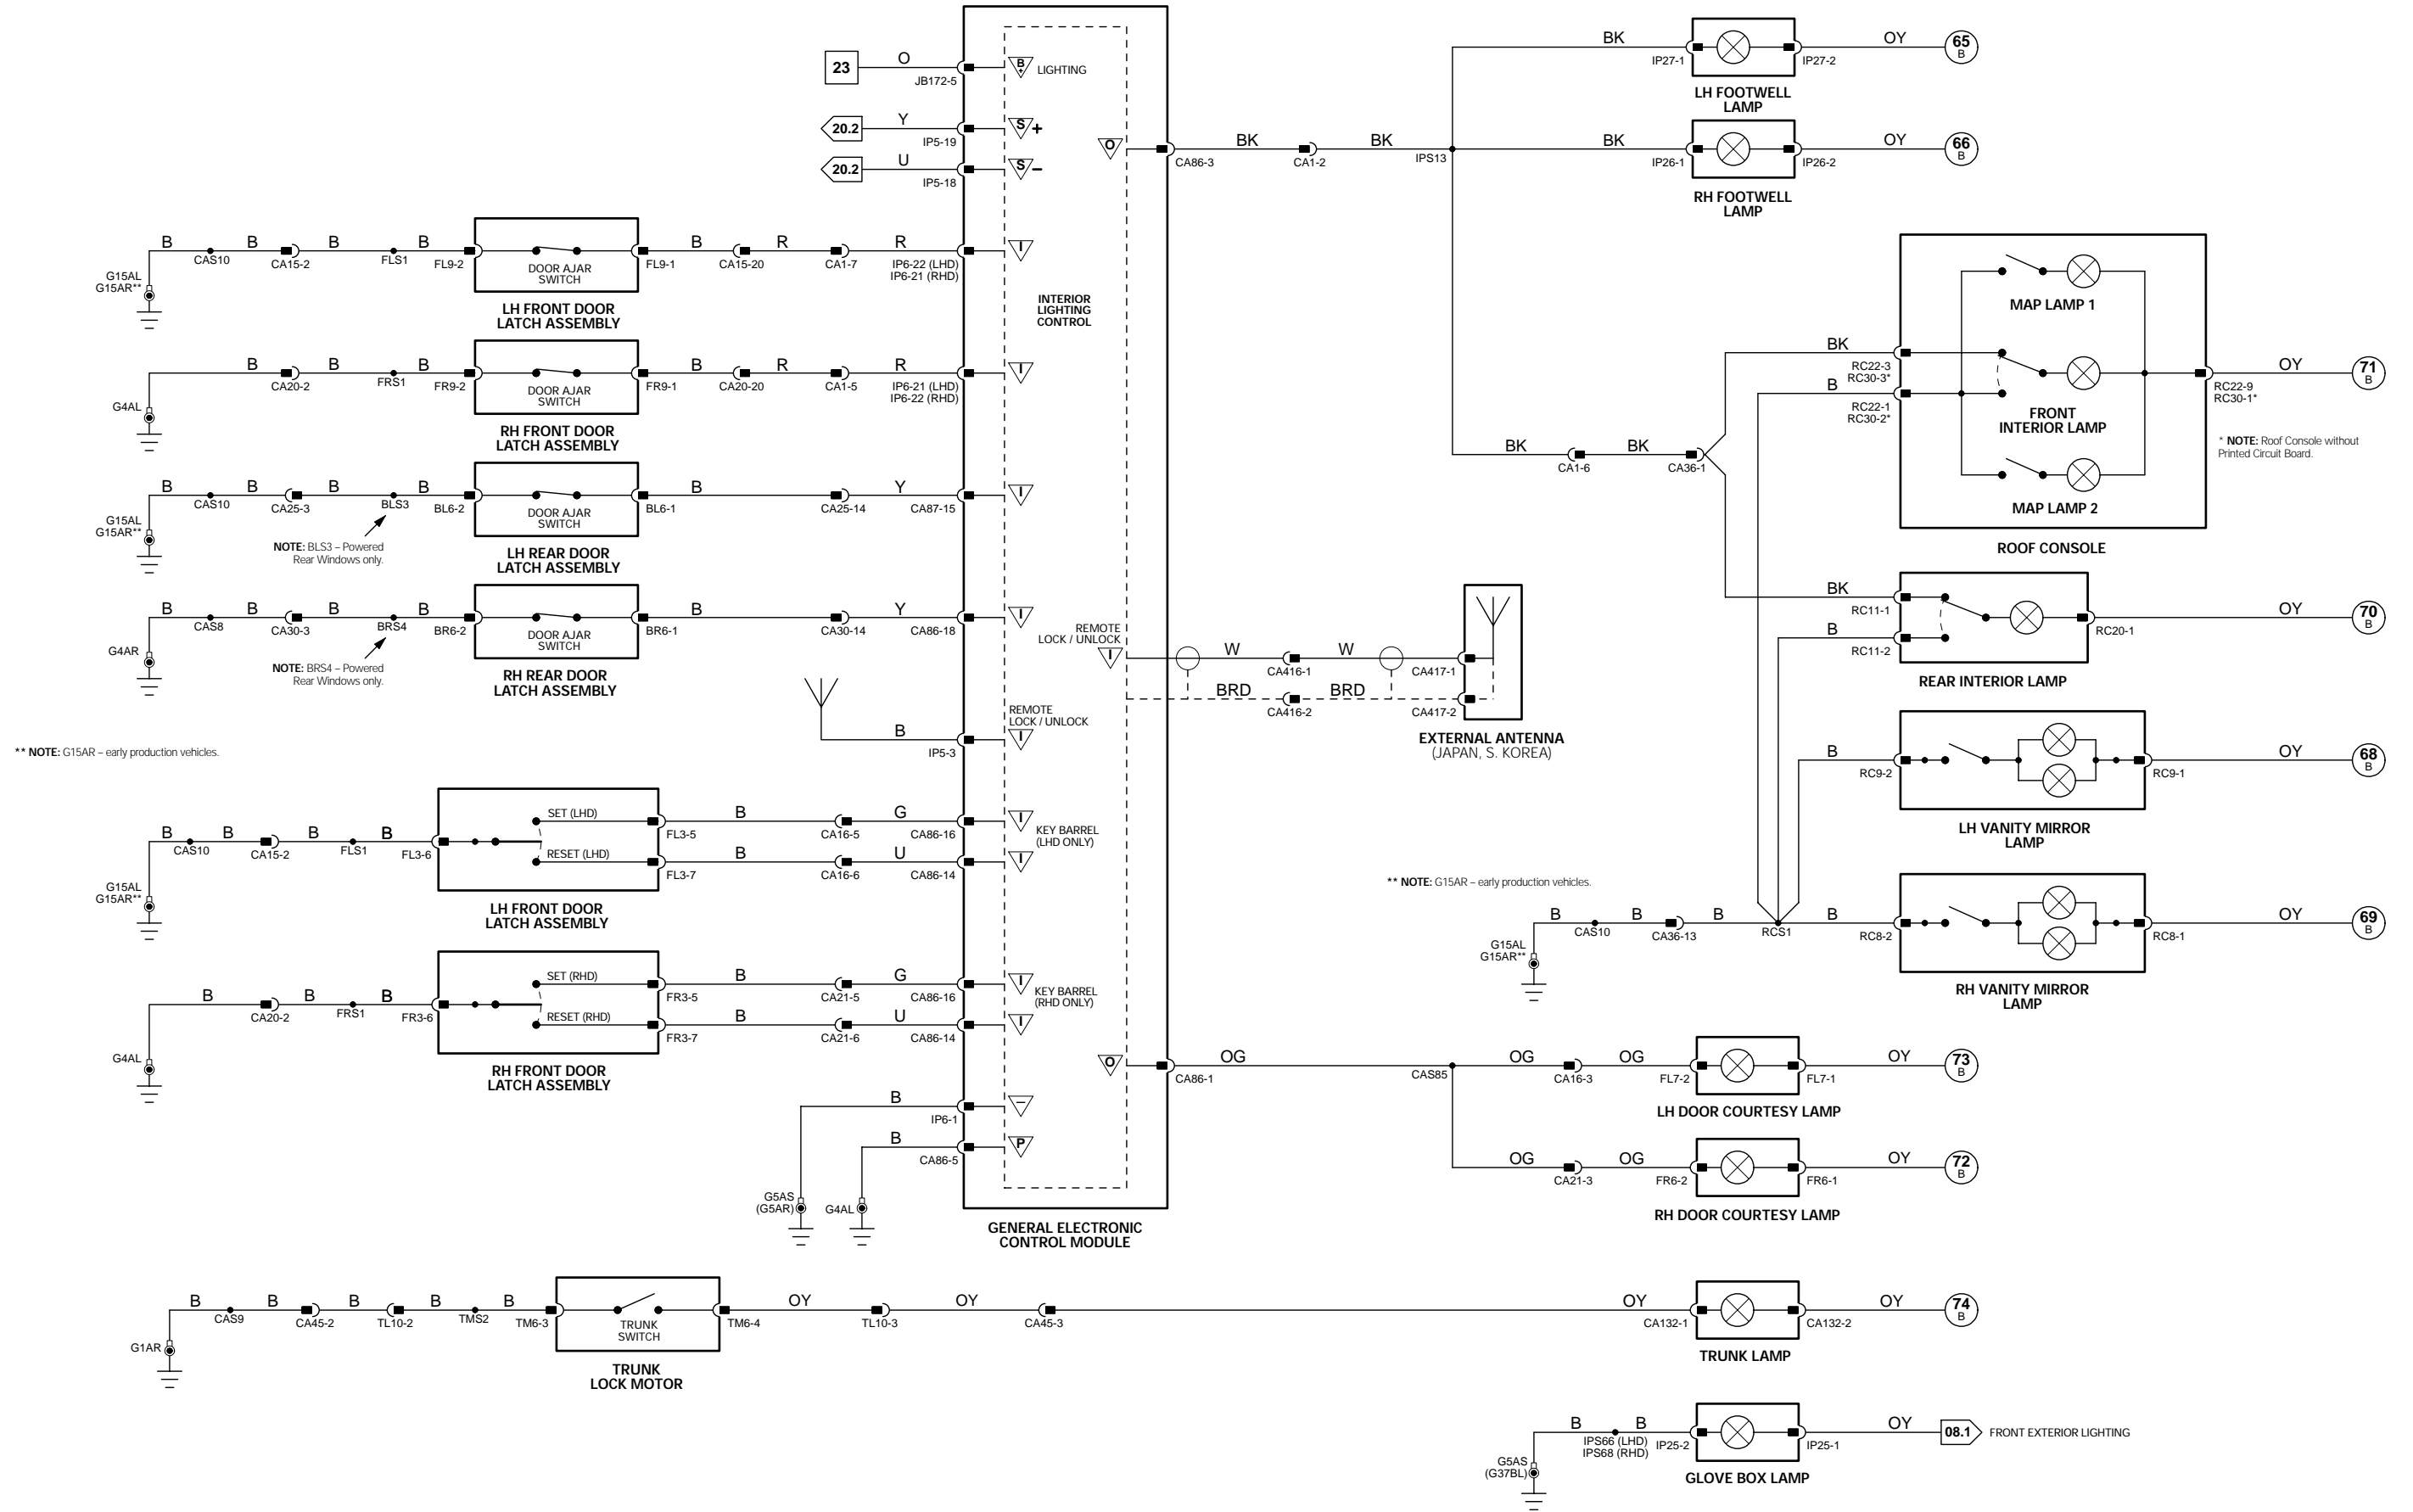 23
O
JB172-5
B
+
LIGHTING
20.2
Y
IP5-19
S
+
20.2
U
IP5-18
S
–
O
CA86-3
BK
CA1-2
BK
IPS13
BK
IP27-1
IP27-2
OY
65
B
LH FOOTWELL
LAMP
BK
IP26-1
IP26-2
OY
66
B
RH FOOTWELL
LAMP
G15AL
G15AR**
B
CAS10
B
CA15-2
B
FLS1
B
FL9-2
DOOR AJAR
SWITCH
FL9-1
B
CA15-20
R
CA1-7
R
IP6-22 (LHD)
IP6-21 (RHD)
I
LH FRONT DOOR
LATCH ASSEMBLY
INTERIOR
LIGHTING
CONTROL
G4AL
B
CA20-2
B
FRS1
B
FR9-2
DOOR AJAR
SWITCH
FR9-1
B
CA20-20
R
CA1-5
R
IP6-21 (LHD)
IP6-22 (RHD)
I
RH FRONT DOOR
LATCH ASSEMBLY
G15AL
G15AR**
B
CAS10
B
CA25-3
B
BLS3
B
BL6-2
DOOR AJAR
SWITCH
BL6-1
B
CA25-14
Y
CA87-15
I
NOTE: BLS3 – Powered
Rear Windows only.
LH REAR DOOR
LATCH ASSEMBLY
G4AR
B
CAS8
B
CA30-3
B
BRS4
B
BR6-2
DOOR AJAR
SWITCH
BR6-1
B
CA30-14
Y
CA86-18
I
NOTE: BRS4 – Powered
Rear Windows only.
RH REAR DOOR
LATCH ASSEMBLY
** NOTE: G15AR – early production vehicles.
B
IP5-3
REMOTE
LOCK / UNLOCK
I
REMOTE
LOCK / UNLOCK
I
W
CA416-1
W
CA417-1
BRD
CA416-2
BRD
CA417-2
EXTERNAL ANTENNA
(JAPAN, S. KOREA)
G15AL
G15AR**
B
CAS10
B
CA15-2
B
FLS1
B
FL3-6
SET (LHD)
RESET (LHD)
FL3-5
B
CA16-5
G
CA86-16
I
FL3-7
B
CA16-6
U
CA86-14
I
KEY BARREL
(LHD ONLY)
LH FRONT DOOR
LATCH ASSEMBLY
G4AL
B
CA20-2
B
FRS1
B
FR3-6
SET (RHD)
RESET (RHD)
FR3-5
B
CA21-5
G
CA86-16
I
FR3-7
B
CA21-6
U
CA86-14
I
KEY BARREL
(RHD ONLY)
RH FRONT DOOR
LATCH ASSEMBLY
B
IP6-1
–
B
CA86-5
P
G5AS
(G5AR)
G4AL
GENERAL ELECTRONIC
CONTROL MODULE
BK
CA1-6
BK
CA36-1
BK
RC22-3
RC30-3*
B
RC22-1
RC30-2*
MAP LAMP 1
FRONT
INTERIOR LAMP
MAP LAMP 2
RC22-9
RC30-1*
OY
71
B
* NOTE: Roof Console without
Printed Circuit Board.
ROOF CONSOLE
BK
RC11-1
B
RC11-2
RC20-1
OY
70
B
REAR INTERIOR LAMP
B
RC9-2
RC9-1
OY
68
B
LH VANITY MIRROR
LAMP
** NOTE: G15AR – early production vehicles.
G15AL
G15AR**
B
CAS10
B
CA36-13
B
RCS1
B
RC8-2
RC8-1
OY
69
B
RH VANITY MIRROR
LAMP
O
CA86-1
OG
CAS85
OG
CA16-3
OG
FL7-2
FL7-1
OY
73
B
LH DOOR COURTESY LAMP
OG
CA21-3
OG
FR6-2
FR6-1
OY
72
B
RH DOOR COURTESY LAMP
G1AR
B
CAS9
B
CA45-2
B
TL10-2
B
TMS2
B
TM6-3
TRUNK
SWITCH
TM6-4
OY
TL10-3
OY
CA45-3
OY
CA132-1
CA132-2
OY
74
B
TRUNK
LOCK MOTOR
TRUNK LAMP
G5AS
(G37BL)
B
IPS66 (LHD)
IPS68 (RHD)
B
IP25-2
IP25-1
OY
08.1
FRONT EXTERIOR LIGHTING
GLOVE BOX LAMP